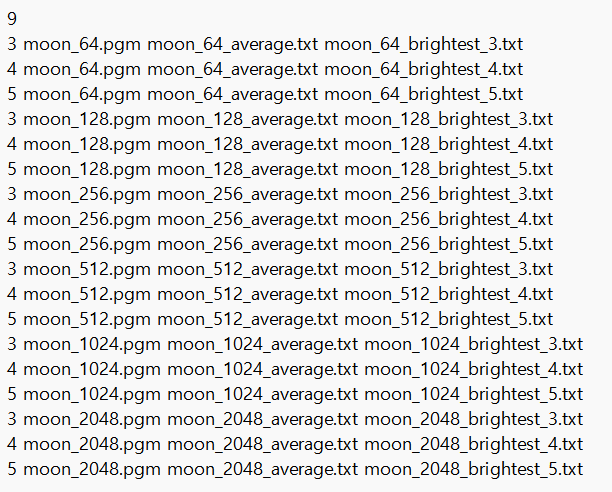 9
3 moon_64.pgm moon_64_average.txt moon_64_brightest_3.txt
4 moon_64.pgm moon_64_average.txt moon_64_brightest_4.txt
5 moon_64.pgm moon_64_average.txt moon_64_brightest_5.txt
3 moon_128.pgm moon_128_average.txt moon_128_brightest_3.txt
4 moon_128.pgm moon_128_average.txt moon_128_brightest_4.txt
5 moon_128.pgm moon_128_average.txt moon_128_brightest_5.txt
3 moon_256.pgm moon_256_average.txt moon_256_brightest_3.txt
4 moon_256.pgm moon_256_average.txt moon_256_brightest_4.txt
5 moon_256.pgm moon_256_average.txt moon_256_brightest_5.txt
3 moon_512.pgm moon_512_average.txt moon_512_brightest_3.txt
4 moon_512.pgm moon_512_average.txt moon_512_brightest_4.txt
5 moon_512.pgm moon_512_average.txt moon_512_brightest_5.txt
3 moon_1024.pgm moon_1024_average.txt moon_1024_brightest_3.txt
4 moon_1024.pgm moon_1024_average.txt moon_1024_brightest_4.txt
5 moon_1024.pgm moon_1024_average.txt moon_1024_brightest_5.txt
3 moon_2048.pgm moon_2048_average.txt moon_2048_brightest_3.txt
4 moon_2048.pgm moon_2048_average.txt moon_2048_brightest_4.txt
5 moon_2048.pgm moon_2048_average.txt moon_2048_brightest_5.txt